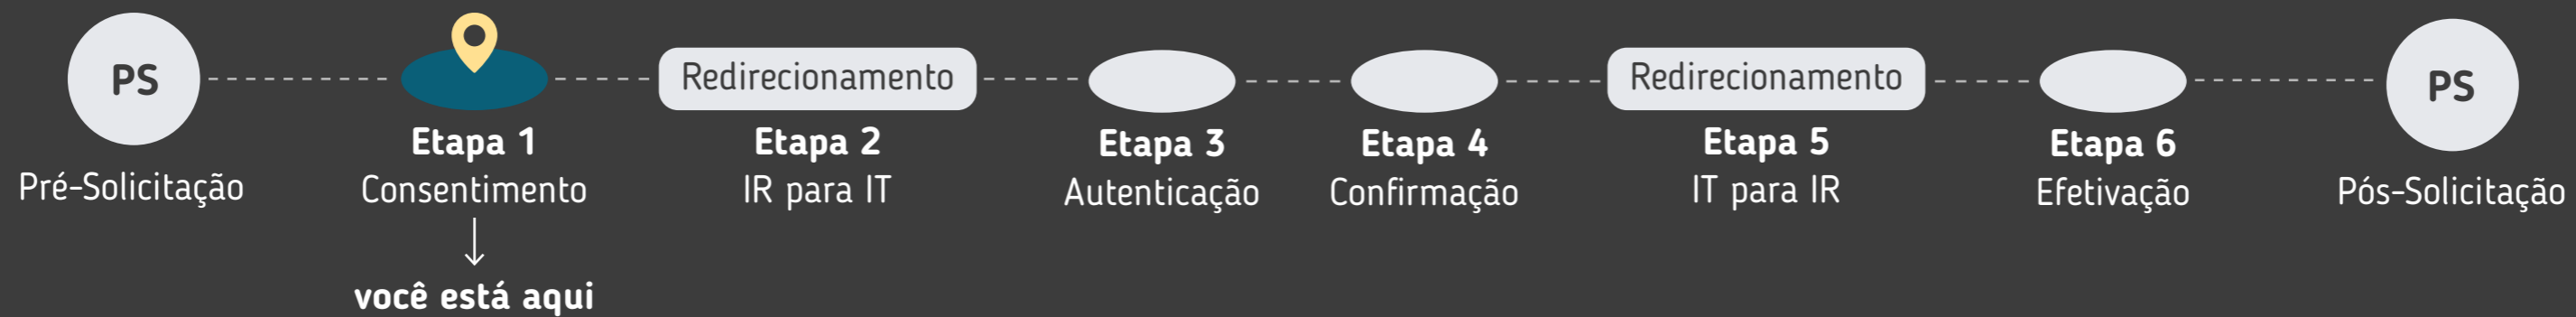 PS
Pré-Solicitação
Etapa 1
Consentimento
você está aqui
Redirecionamento
Etapa 2
IR para IT
Etapa 3
Autenticação
Etapa 4
Confirmação
Redirecionamento
Etapa 5
IT para IR
Etapa 6
Efetivação
PS
Pós-Solicitação